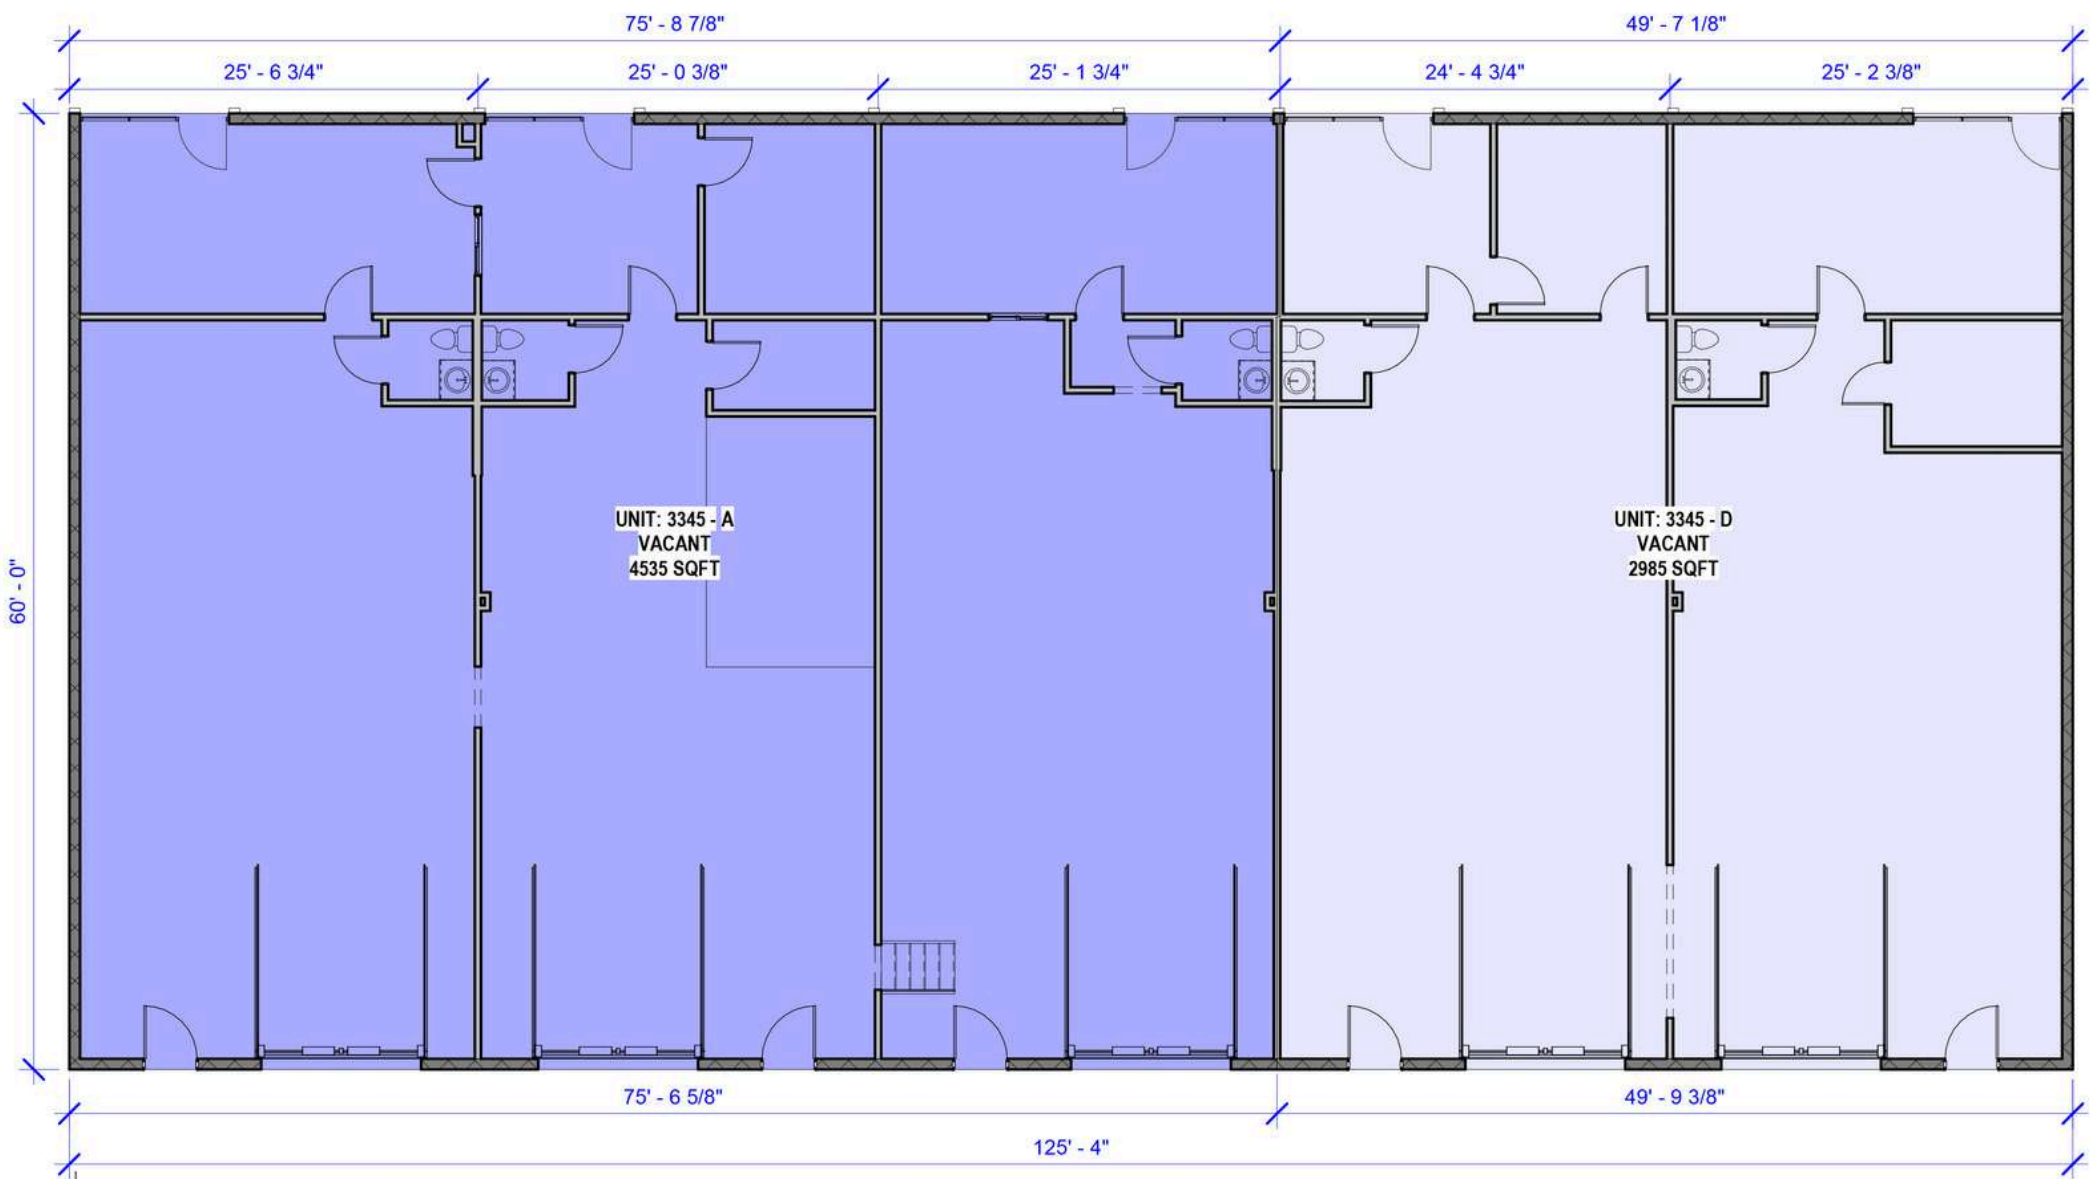 75' - 8 7/8"
49' - 7 1/8"
25' - 6 3/4"
25' - 0 3/8"
25' - 1 3/4"
24' - 4 3/4"
25' - 2 3/8"
60' - 0"
UNIT: 3345 - A
VACANT
4535 SQFT
UNIT: 3345 - D
VACANT
2985 SQFT
75' - 6 5/8"
49' - 9 3/8"
125' - 4"